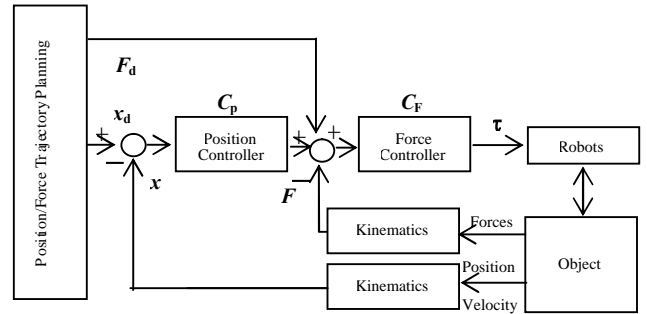 Position/Force Trajectory Planning
F_d
x_d
+
−
x
C_p
Position
Controller
+
+
−
F
C_F
Force
Controller
τ
Robots
Kinematics
Forces
Kinematics
Position
Velocity
Object